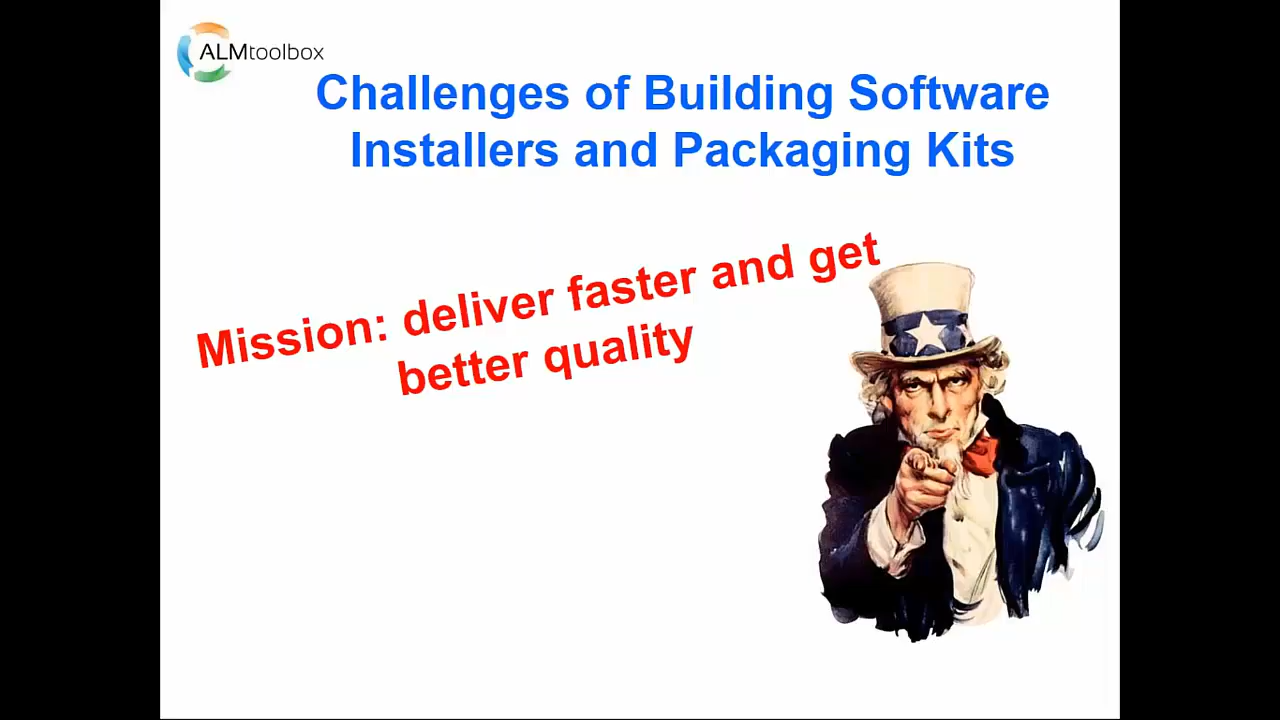 ALMtoolbox
Challenges of Building Software
Installers and Packaging Kits
Mission: deliver faster and get
better quality